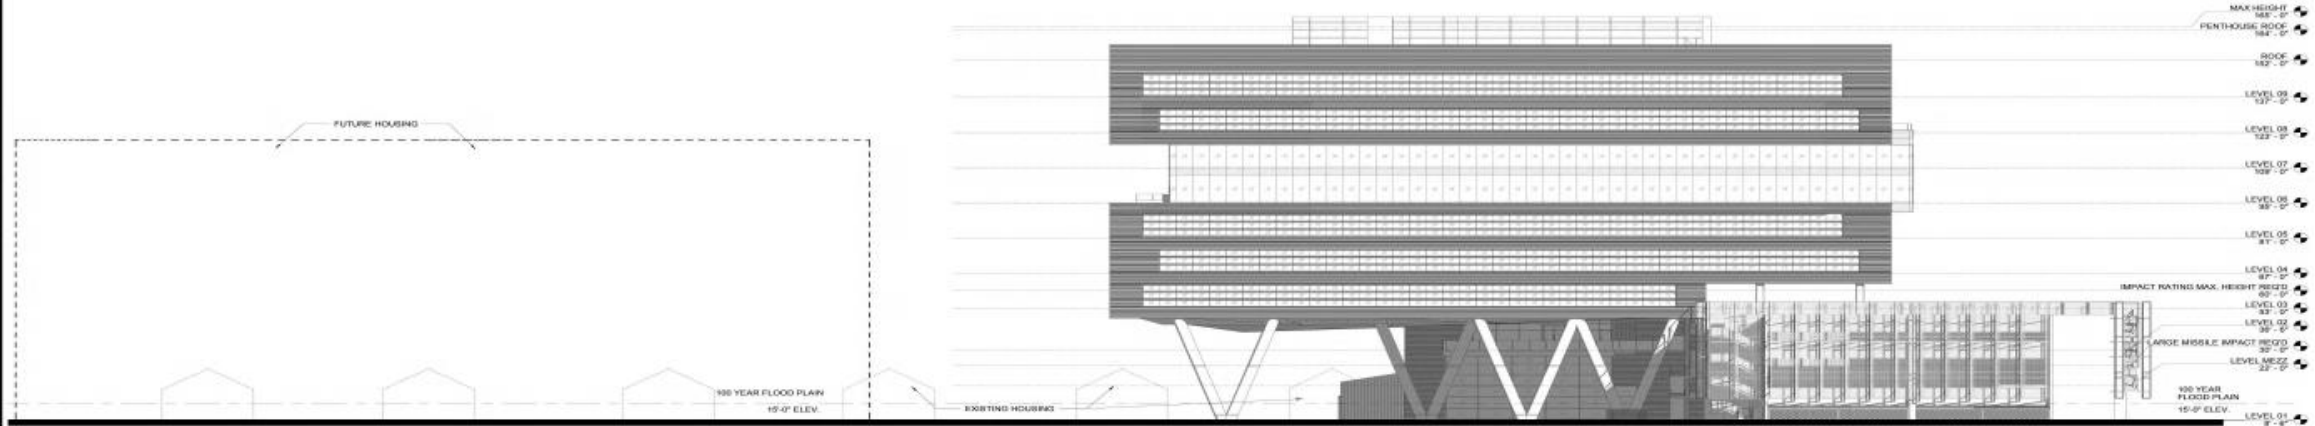 MAX HEIGHT
165' - 0"
PENTHOUSE ROOF
164' - 0"
ROOF
152' - 0"
LEVEL 09
137' - 0"
FUTURE HOUSING
LEVEL 08
123' - 0"
LEVEL 07
109' - 0"
LEVEL 06
95' - 0"
LEVEL 05
81' - 0"
LEVEL 04
67' - 0"
IMPACT RATING MAX. HEIGHT REQ'D
60' - 0"
LEVEL 03
53' - 0"
LEVEL 02
LARGE MISSILE IMPACT REQ'D
30' - 0"
LEVEL MEZZ
22' - 0"
100 YEAR FLOOD PLAIN
15'-0" ELEV.
EXISTING HOUSING
100 YEAR
FLOOD PLAIN
15'-0" ELEV.
LEVEL 01